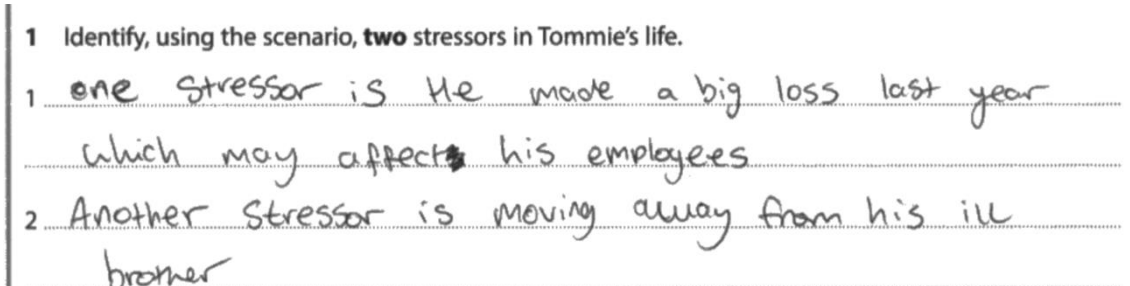 1 Identify, using the scenario, two stressors in Tommie's life.
1 one stressor is He made a big loss last year
which may affect his employees
2 Another stressor is moving away from his ill
brother